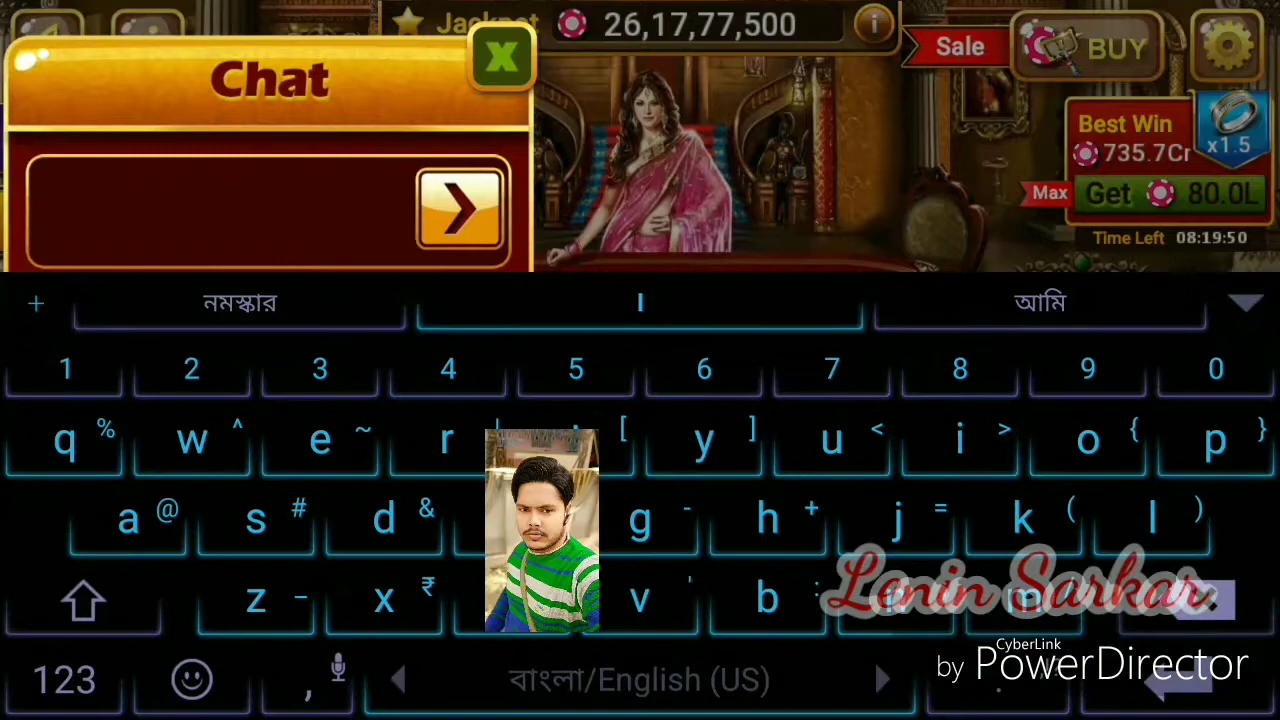 Jackpot 26,17,77,500 i
Sale BUY
Chat X
Best Win
735.7Cr x1.5
Max Get 80.0L
Time Left 08:19:50
+ নমস্কার I আমি
1 2 3 4 5 6 7 8 9 0
q % w ^ e ~ r [ y ] u < i > o { p }
a @ s # d & g - h + j = k ( l )
z _ x ₹ v ' b : m
Lenin Sarkar
123 , বাংলা/English (US) .
CyberLink
by PowerDirector